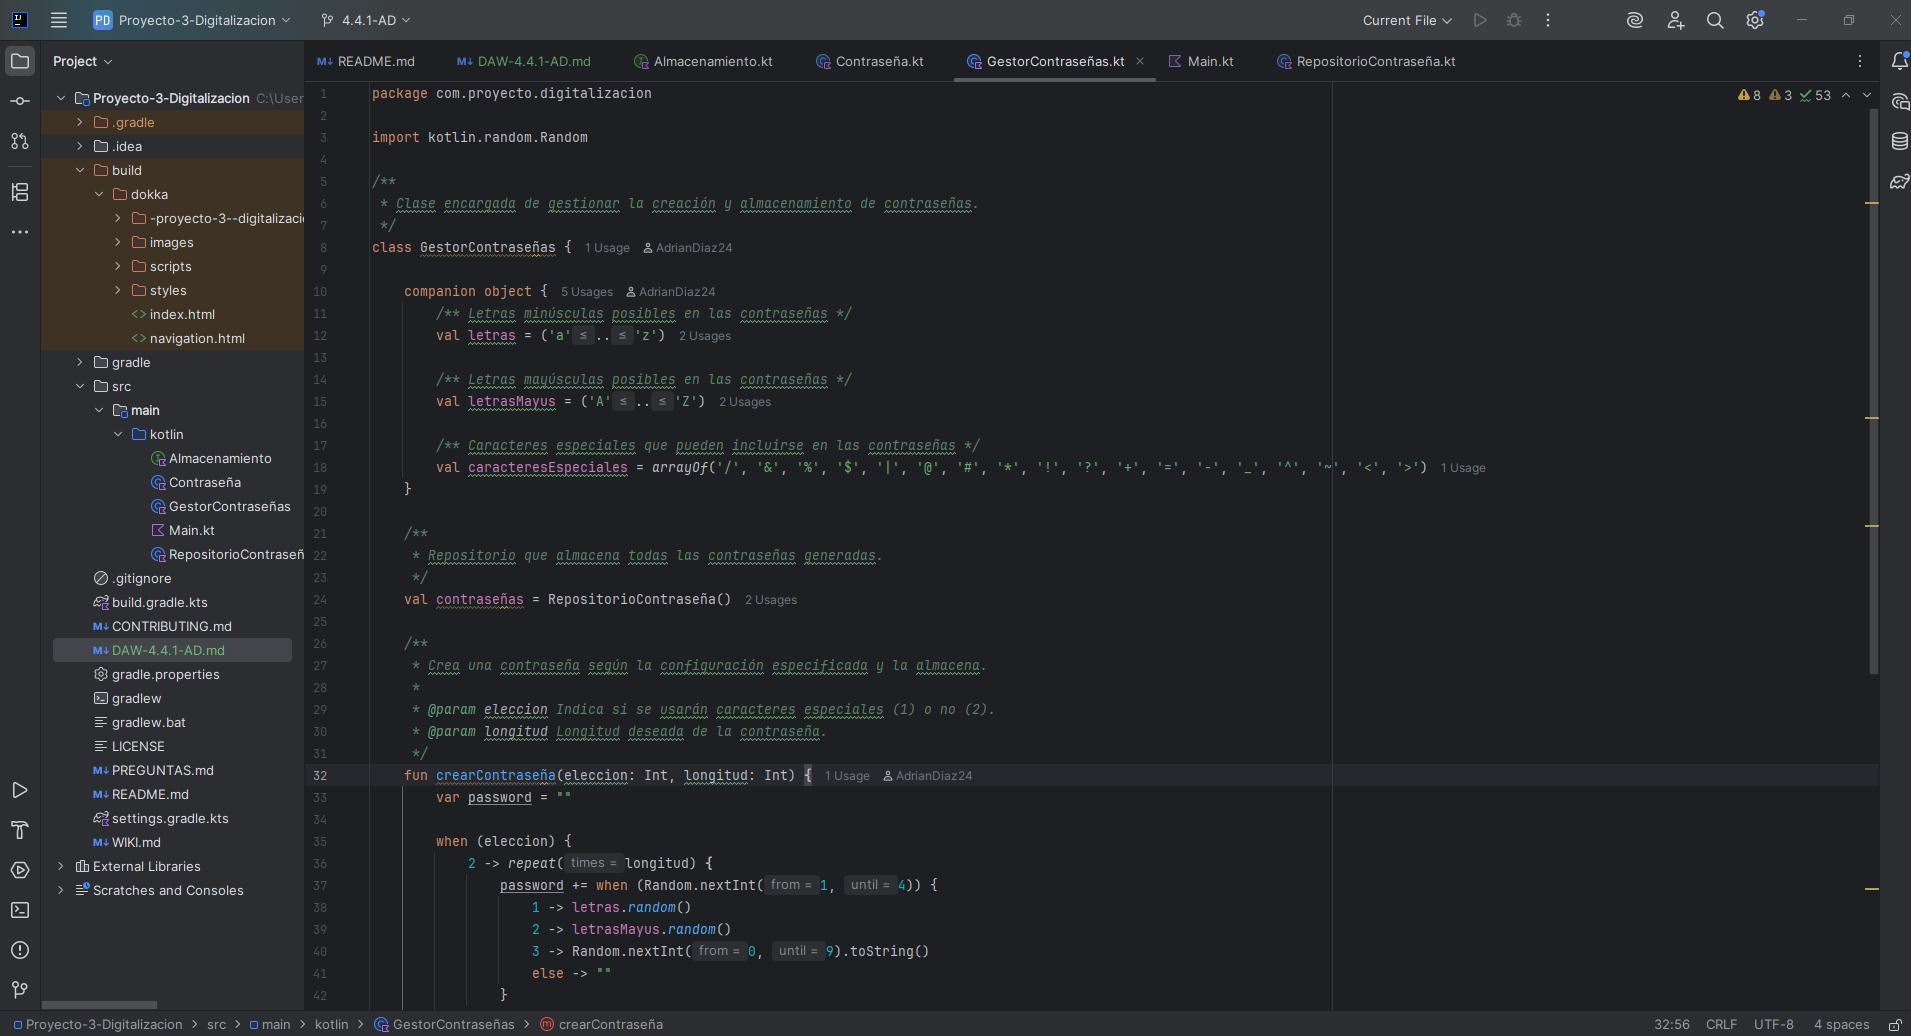 PD Proyecto-3-Digitalizacion 4.4.1-AD Current File
Project
README.md DAW-4.4.1-AD.md Almacenamiento.kt Contraseña.kt GestorContraseñas.kt Main.kt RepositorioContraseña.kt
Proyecto-3-Digitalizacion C:\User
.gradle
.idea
build
dokka
-proyecto-3--digitalizaci
images
scripts
styles
index.html
navigation.html
gradle
src
main
kotlin
Almacenamiento
Contraseña
GestorContraseñas
Main.kt
RepositorioContraseñ
.gitignore
build.gradle.kts
CONTRIBUTING.md
DAW-4.4.1-AD.md
gradle.properties
gradlew
gradlew.bat
LICENSE
PREGUNTAS.md
README.md
settings.gradle.kts
WIKI.md
External Libraries
Scratches and Consoles
8 3 53
1 package com.proyecto.digitalizacion
2
3 import kotlin.random.Random
4
5 /**
6 * Clase encargada de gestionar la creación y almacenamiento de contraseñas.
7 */
8 class GestorContraseñas { 1 Usage AdrianDiaz24
9
10 companion object { 5 Usages AdrianDiaz24
11 /** Letras minúsculas posibles en las contraseñas */
12 val letras = ('a' ≤ .. ≤ 'z') 2 Usages
13
14 /** Letras mayúsculas posibles en las contraseñas */
15 val letrasMayus = ('A' ≤ .. ≤ 'Z') 2 Usages
16
17 /** Caracteres especiales que pueden incluirse en las contraseñas */
18 val caracteresEspeciales = arrayOf('/', '&', '%', '$', '|', '@', '#', '*', '!', '?', '+', '=', '-', '_', '^', '~', '<', '>') 1 Usage
19 }
20
21 /**
22 * Repositorio que almacena todas las contraseñas generadas.
23 */
24 val contraseñas = RepositorioContraseña() 2 Usages
25
26 /**
27 * Crea una contraseña según la configuración especificada y la almacena.
28 *
29 * @param eleccion Indica si se usarán caracteres especiales (1) o no (2).
30 * @param longitud Longitud deseada de la contraseña.
31 */
32 fun crearContraseña(eleccion: Int, longitud: Int) { 1 Usage AdrianDiaz24
33 var password = ""
34
35 when (eleccion) {
36 2 -> repeat( times = longitud) {
37 password += when (Random.nextInt( from = 1, until = 4)) {
38 1 -> letras.random()
39 2 -> letrasMayus.random()
40 3 -> Random.nextInt( from = 0, until = 9).toString()
41 else -> ""
42 }
Proyecto-3-Digitalizacion > src > main > kotlin > GestorContraseñas > crearContraseña 32:56 CRLF UTF-8 4 spaces